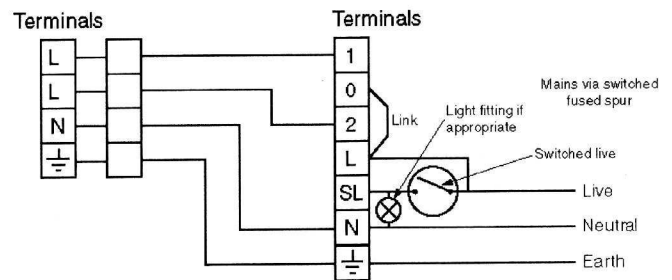 Terminals
Terminals
L
L
N
1
0
2
L
SL
N
Link
Light fitting if
appropriate
Mains via switched
fused spur
Switched live
Live
Neutral
Earth